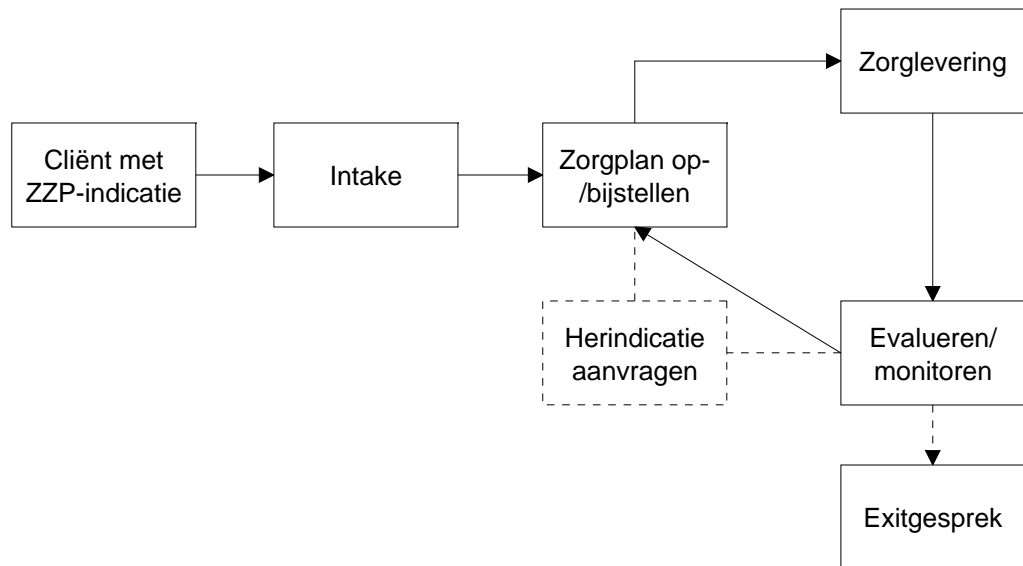 Zorglevering
Cliënt met
ZZP-indicatie
Intake
Zorgplan op-
/bijstellen
Herindicatie
aanvragen
Evalueren/
monitoren
Exitgesprek